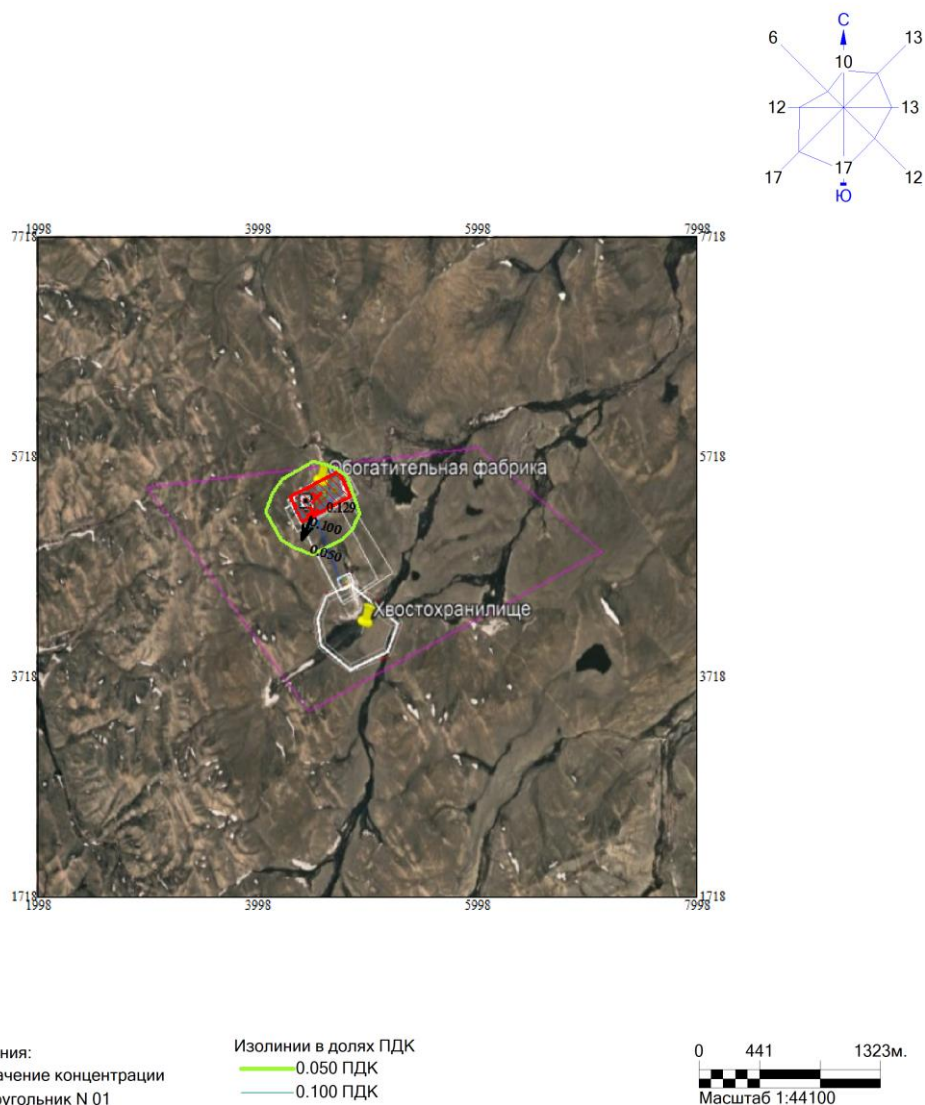 С
6 13
10
12 13
17 17 12
Ю
1998 3998 5998 7998
7718 7718
5718 5718
Обогатительная фабрика
0.129
0.100
0.050
Хвостохранилище
3718 3718
1718 1718
1998 3998 5998 7998
ния:
ачение концентрации
оугольник N 01
Изолинии в долях ПДК
0.050 ПДК
0.100 ПДК
0 441 1323м.
Масштаб 1:44100